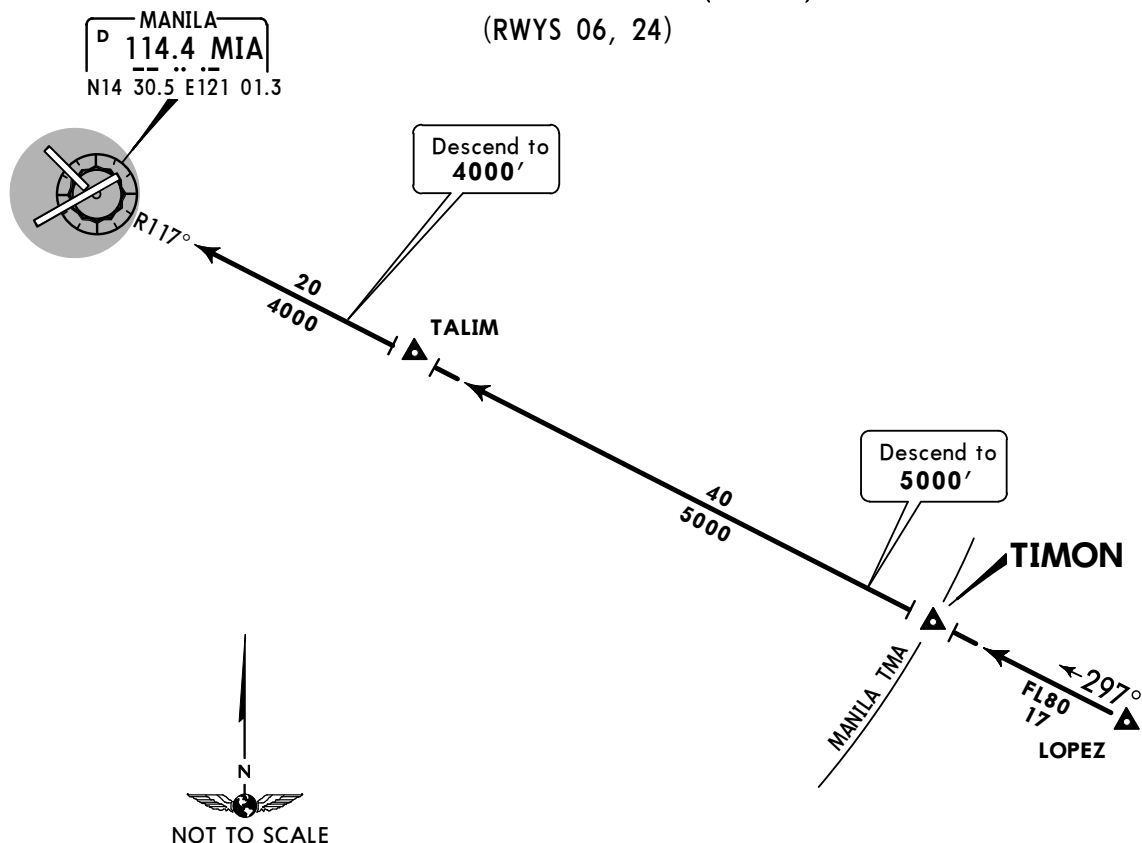 (RWYS 06, 24)
MANILA
D 114.4 MIA
N14 30.5 E121 01.3
Descend to
4000′
R117°
20
4000
TALIM
Descend to
5000′
40
5000
TIMON
MANILA TMA
←297°
FL80
17
LOPEZ
N
NOT TO SCALE